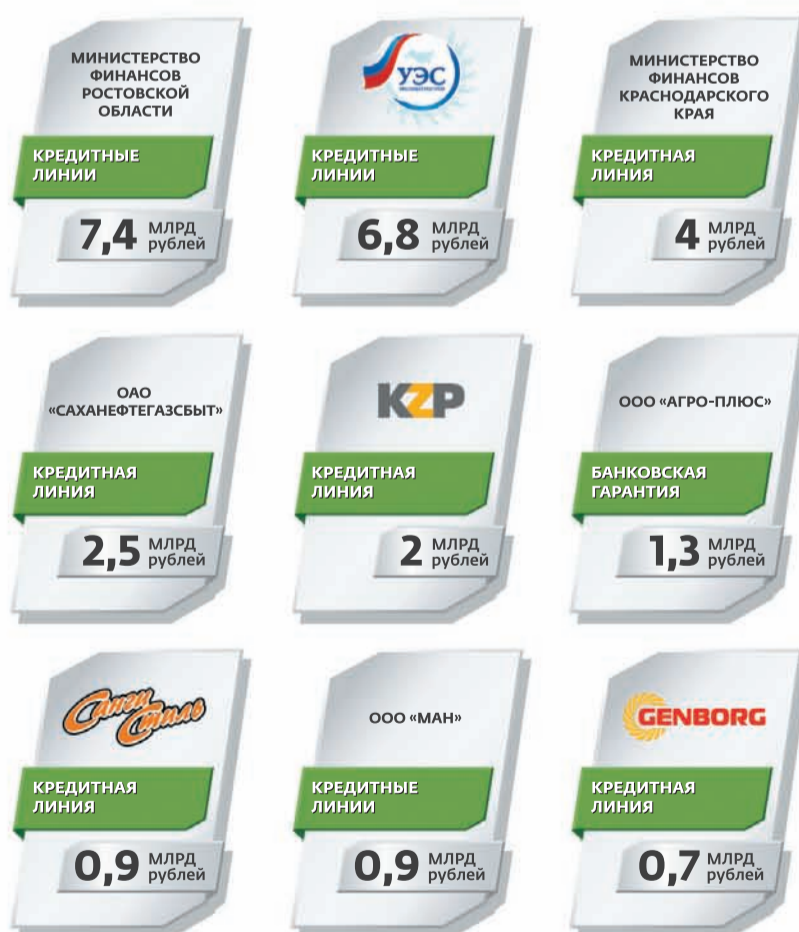 МИНИСТЕРСТВО
ФИНАНСОВ
РОСТОВСКОЙ
ОБЛАСТИ
КРЕДИТНЫЕ
ЛИНИИ
7,4 МЛРД
рублей
УЭС
КРЕДИТНЫЕ
ЛИНИИ
6,8 МЛРД
рублей
МИНИСТЕРСТВО
ФИНАНСОВ
КРАСНОДАРСКОГО
КРАЯ
КРЕДИТНАЯ
ЛИНИЯ
4 МЛРД
рублей
ОАО
«САХАНЕФТЕГАЗСБЫТ»
КРЕДИТНАЯ
ЛИНИЯ
2,5 МЛРД
рублей
KZP
КРЕДИТНАЯ
ЛИНИЯ
2 МЛРД
рублей
ООО «АГРО-ПЛЮС»
БАНКОВСКАЯ
ГАРАНТИЯ
1,3 МЛРД
рублей
Санги
Стиль
КРЕДИТНАЯ
ЛИНИЯ
0,9 МЛРД
рублей
ООО «МАН»
КРЕДИТНЫЕ
ЛИНИИ
0,9 МЛРД
рублей
GENBORG
КРЕДИТНАЯ
ЛИНИЯ
0,7 МЛРД
рублей